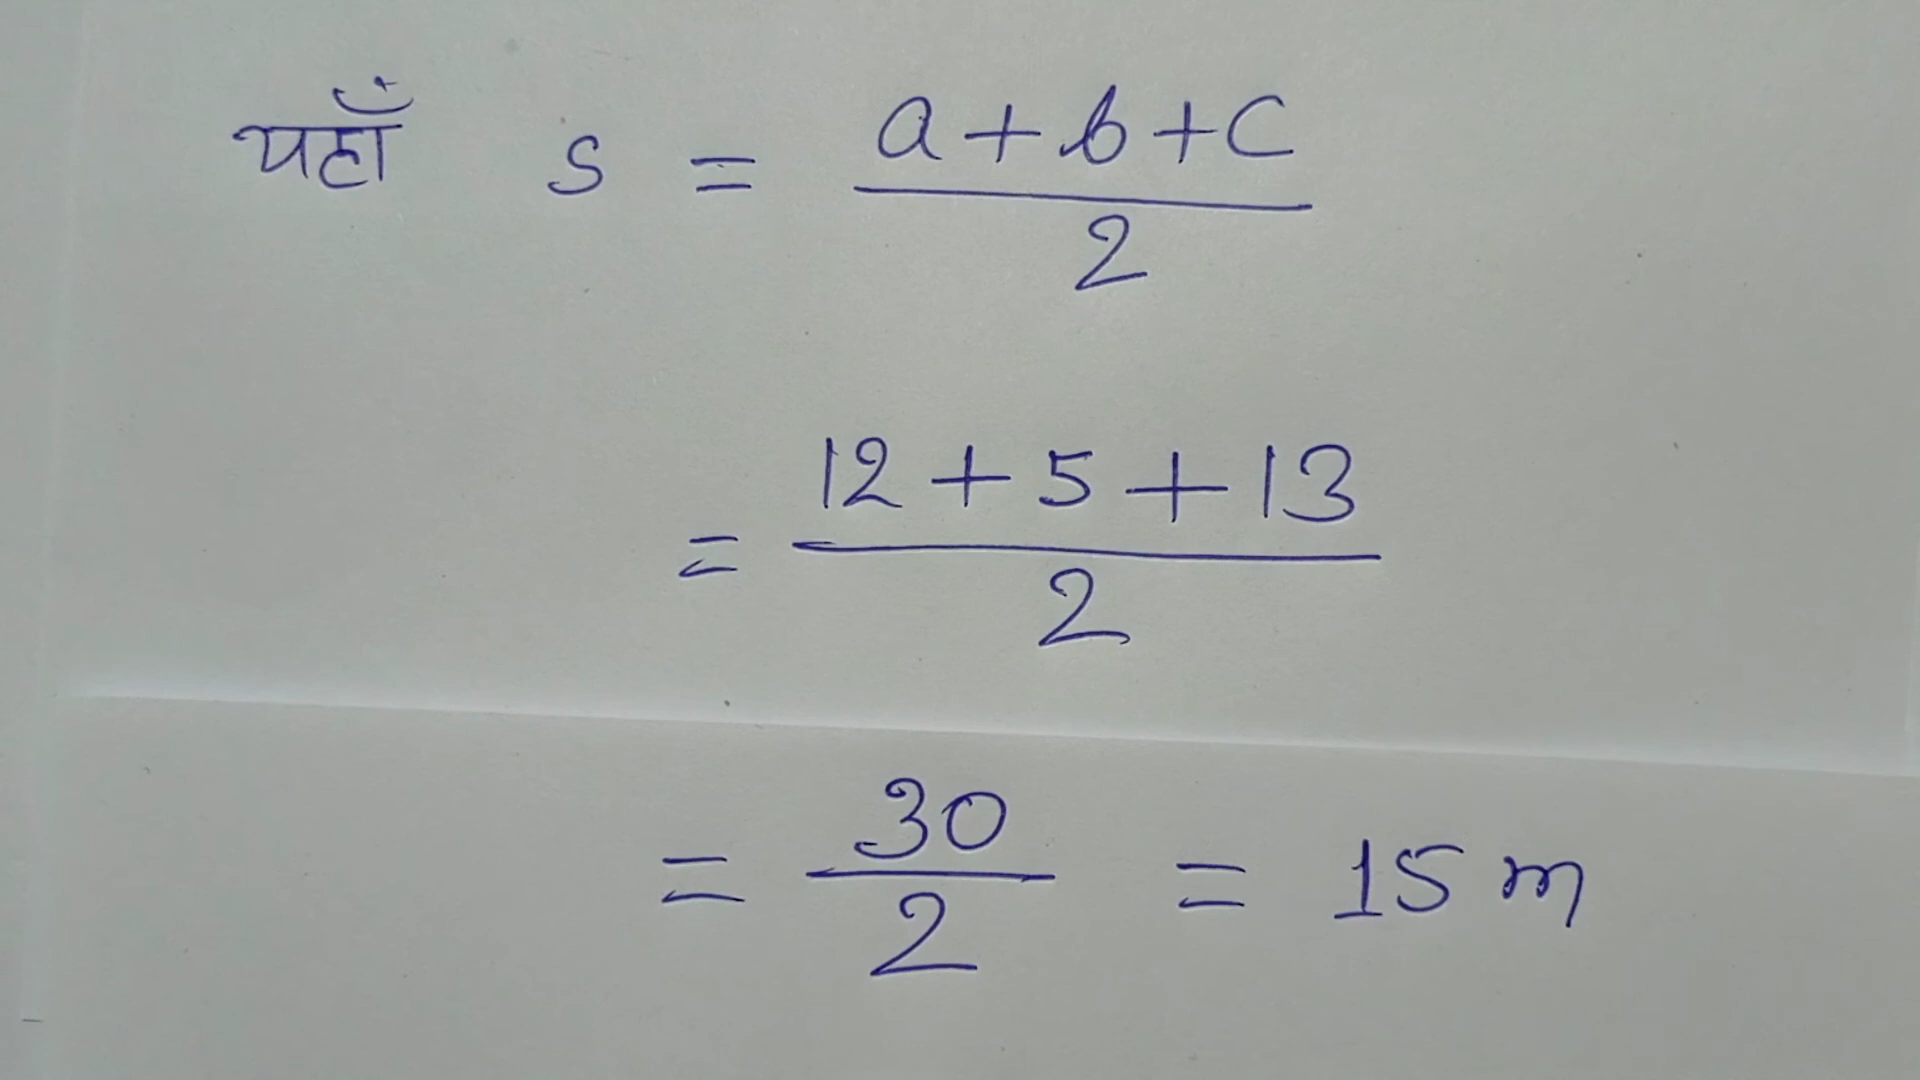 यहाँ s = a + b + c / 2
= 12 + 5 + 13 / 2
= 30 / 2 = 15 m